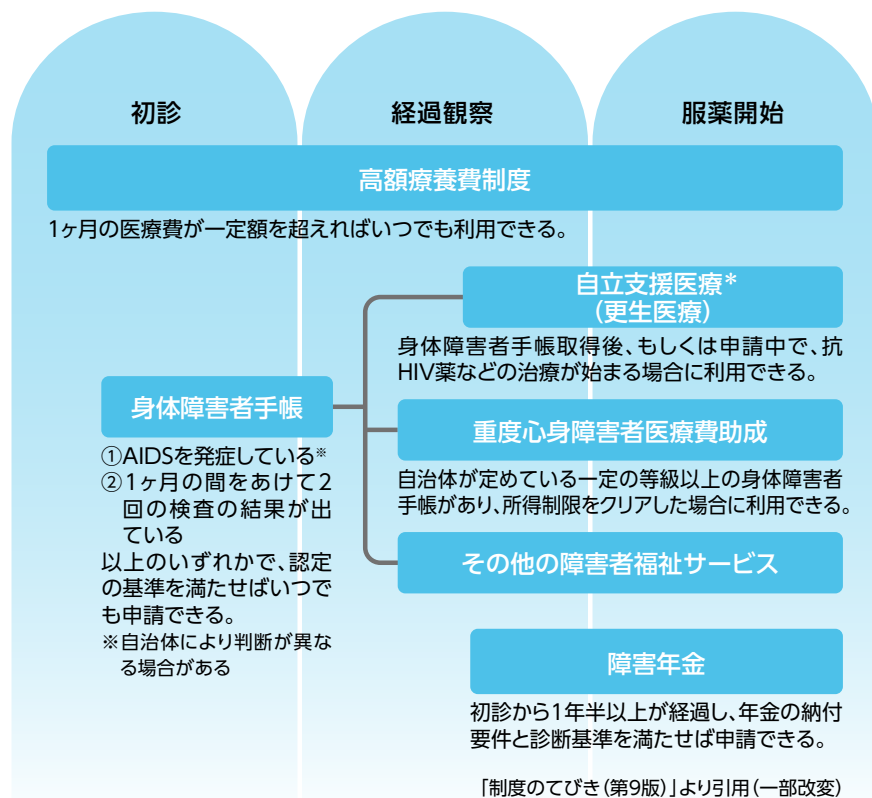 初診
経過観察
服薬開始
高額療養費制度
1ヶ月の医療費が一定額を超えればいつでも利用できる。
自立支援医療*
(更生医療)
身体障害者手帳取得後、もしくは申請中で、抗
HIV薬などの治療が始まる場合に利用できる。
身体障害者手帳
①AIDSを発症している※
②1ヶ月の間をあけて2
回の検査の結果が出
ている
以上のいずれかで、認定
の基準を満たせばいつで
も申請できる。
※自治体により判断が異な
る場合がある
重度心身障害者医療費助成
自治体が定めている一定の等級以上の身体障害者
手帳があり、所得制限をクリアした場合に利用できる。
その他の障害者福祉サービス
障害年金
初診から1年半以上が経過し、年金の納付
要件と診断基準を満たせば申請できる。
「制度のてびき(第9版)」より引用(一部改変)